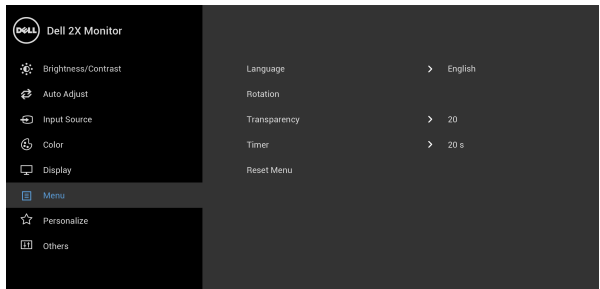 DELL Dell 2X Monitor
Brightness/Contrast
Language > English
Auto Adjust
Rotation
Input Source
Transparency > 20
Color
Timer > 20 s
Display
Reset Menu
Menu
Personalize
Others